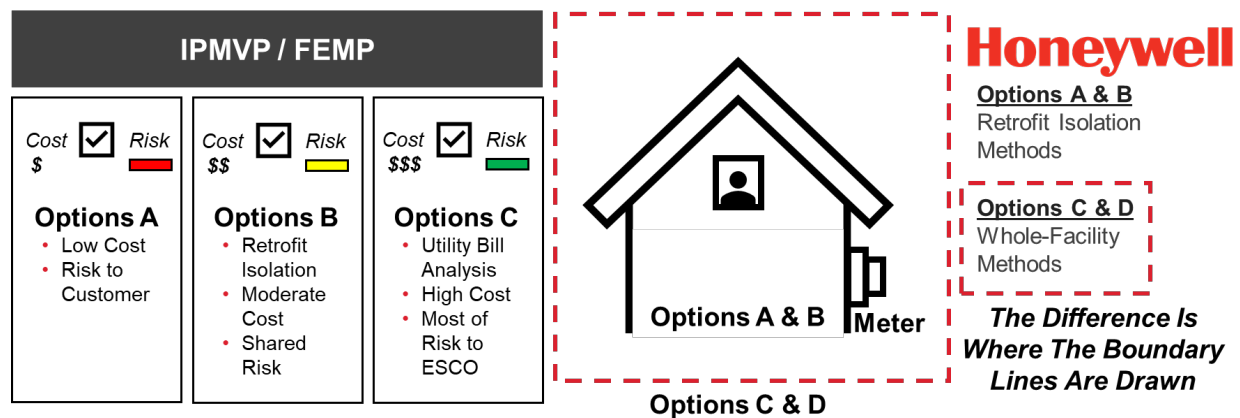 IPMVP / FEMP
Cost Risk
$
Options A
• Low Cost
• Risk to
Customer
Cost Risk
$$
Options B
• Retrofit
Isolation
• Moderate
Cost
• Shared
Risk
Cost Risk
$$$
Options C
• Utility Bill
Analysis
• High Cost
• Most of
Risk to
ESCO
Options A & B
Meter
Options C & D
Honeywell
Options A & B
Retrofit Isolation
Methods
Options C & D
Whole-Facility
Methods
The Difference Is
Where The Boundary
Lines Are Drawn